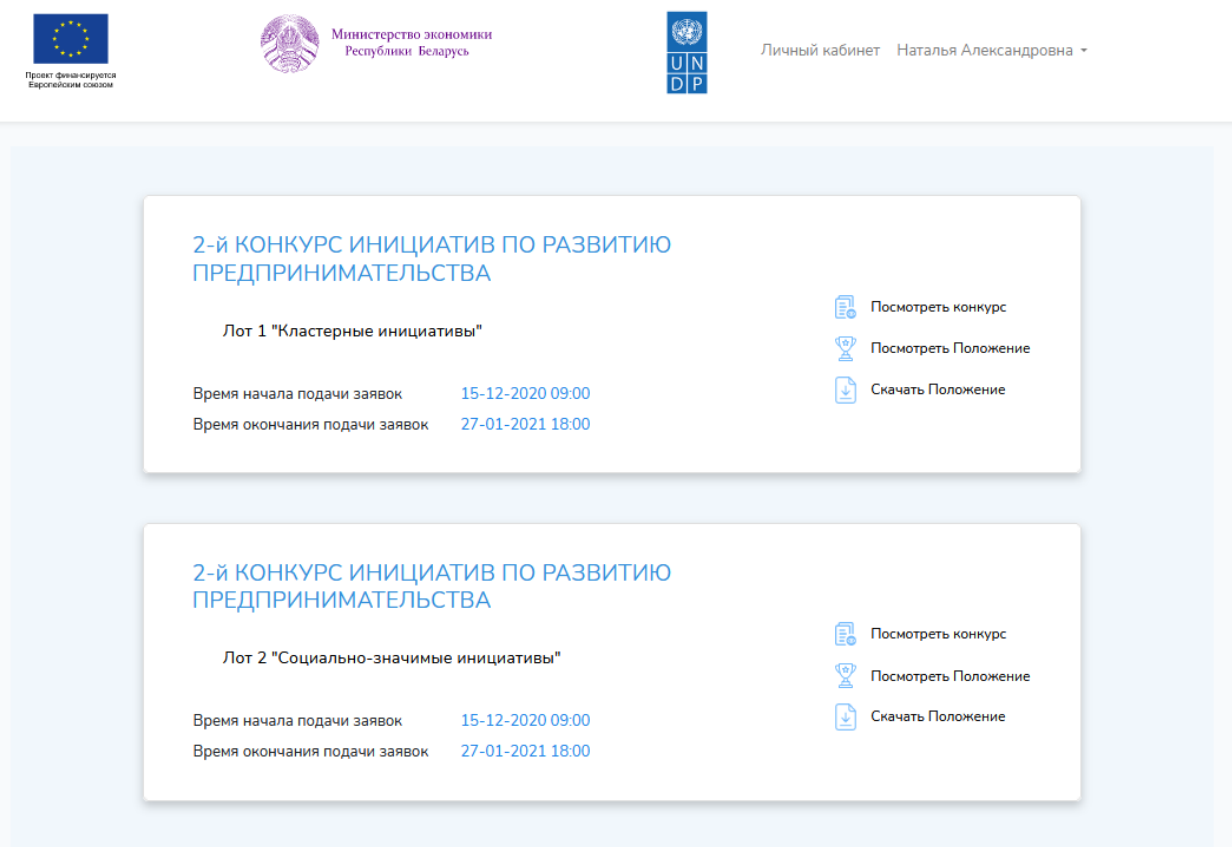 Проект финансируется
Европейским союзом
Министерство экономики
Республики Беларусь
UN
DP
Личный кабинет Наталья Александровна
2-й КОНКУРС ИНИЦИАТИВ ПО РАЗВИТИЮ
ПРЕДПРИНИМАТЕЛЬСТВА
Лот 1 "Кластерные инициативы"
Время начала подачи заявок 15-12-2020 09:00
Время окончания подачи заявок 27-01-2021 18:00
Посмотреть конкурс
Посмотреть Положение
Скачать Положение
2-й КОНКУРС ИНИЦИАТИВ ПО РАЗВИТИЮ
ПРЕДПРИНИМАТЕЛЬСТВА
Лот 2 "Социально-значимые инициативы"
Время начала подачи заявок 15-12-2020 09:00
Время окончания подачи заявок 27-01-2021 18:00
Посмотреть конкурс
Посмотреть Положение
Скачать Положение